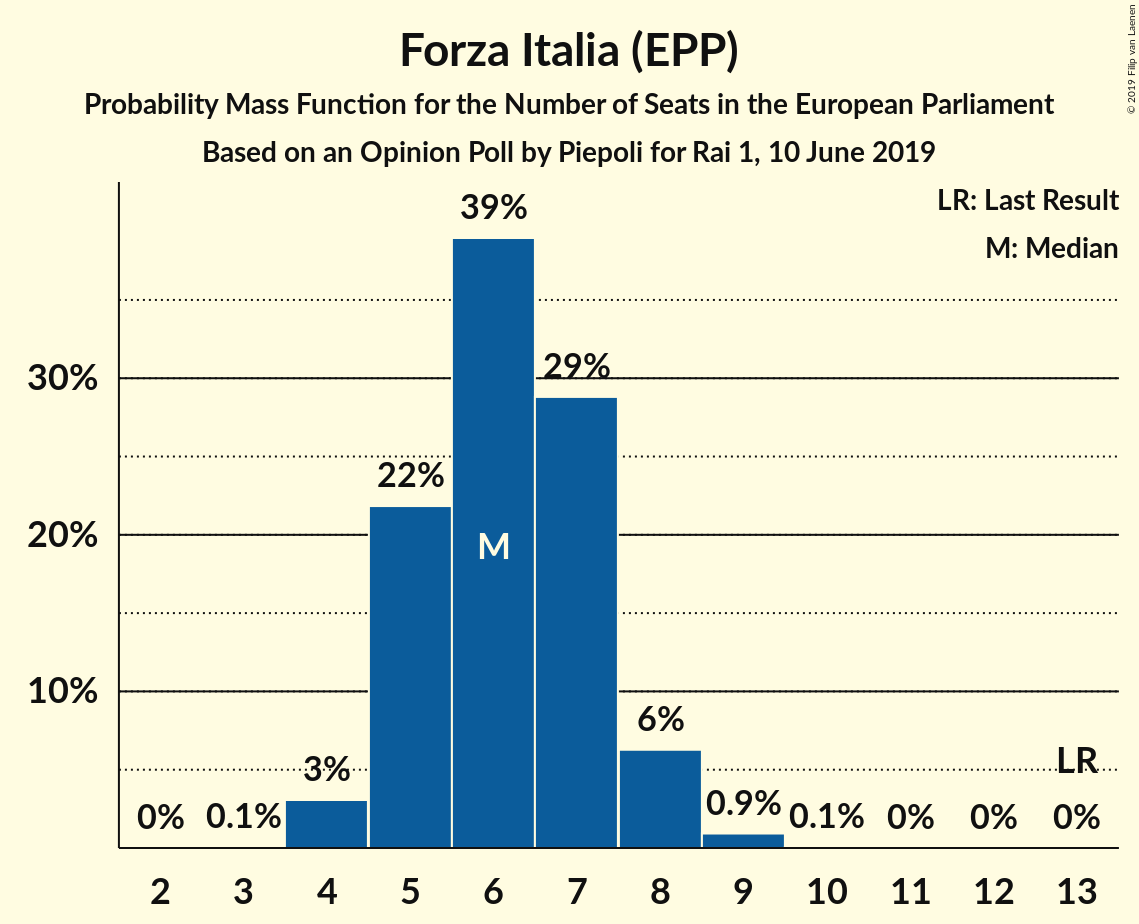 Forza Italia (EPP)
Probability Mass Function for the Number of Seats in the European Parliament
Based on an Opinion Poll by Piepoli for Rai 1, 10 June 2019
© 2019 Filip van Laenen
LR: Last Result
M: Median
39%
30%
29%
22%
20%
M
10%
6%
3%
LR
0% 0.1% 0.9% 0.1% 0% 0% 0%
2 3 4 5 6 7 8 9 10 11 12 13